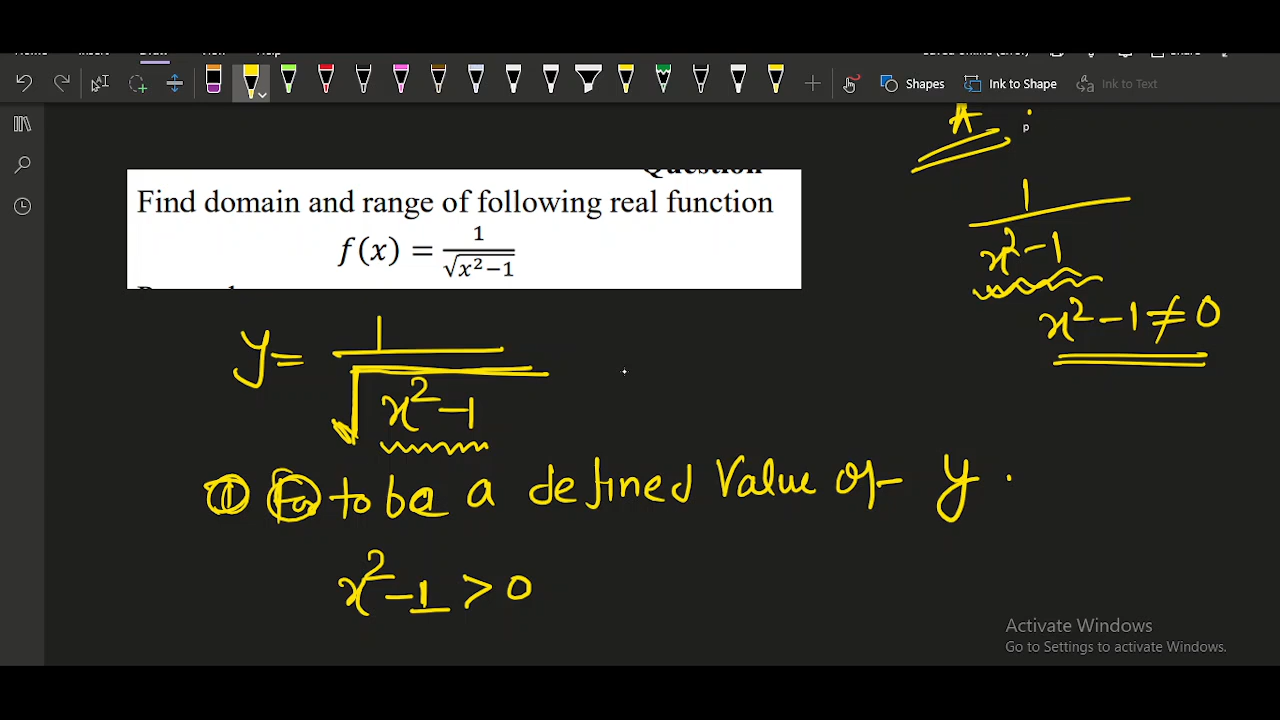 Shapes Ink to Shape Ink to Text
Question
Find domain and range of following real function
f(x) = 1/√(x²−1)
y = 1/√(x²−1)
① For to be a defined value of y.
x² − 1 > 0
A :
p
1/(x²−1)
x² − 1 ≠ 0
Activate Windows
Go to Settings to activate Windows.